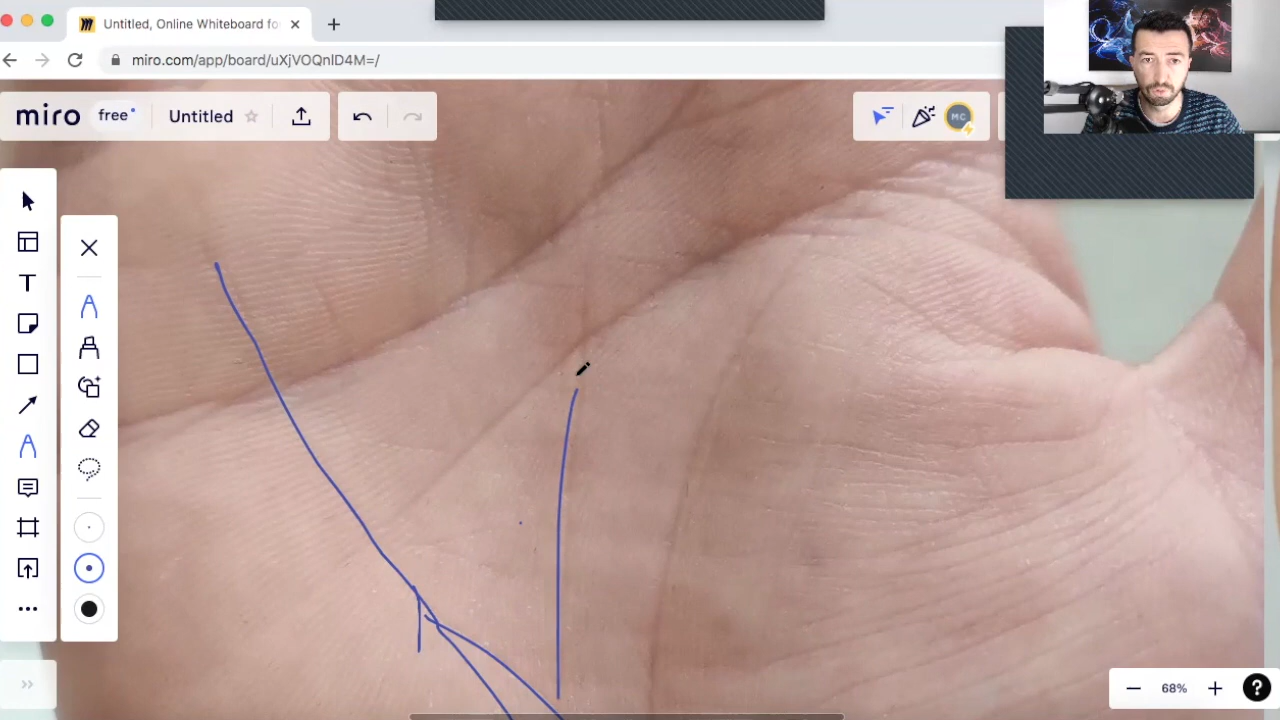 Untitled, Online Whiteboard fo
miro.com/app/board/uXjVOQnlD4M=/
miro free Untitled
MC
T
68%
?